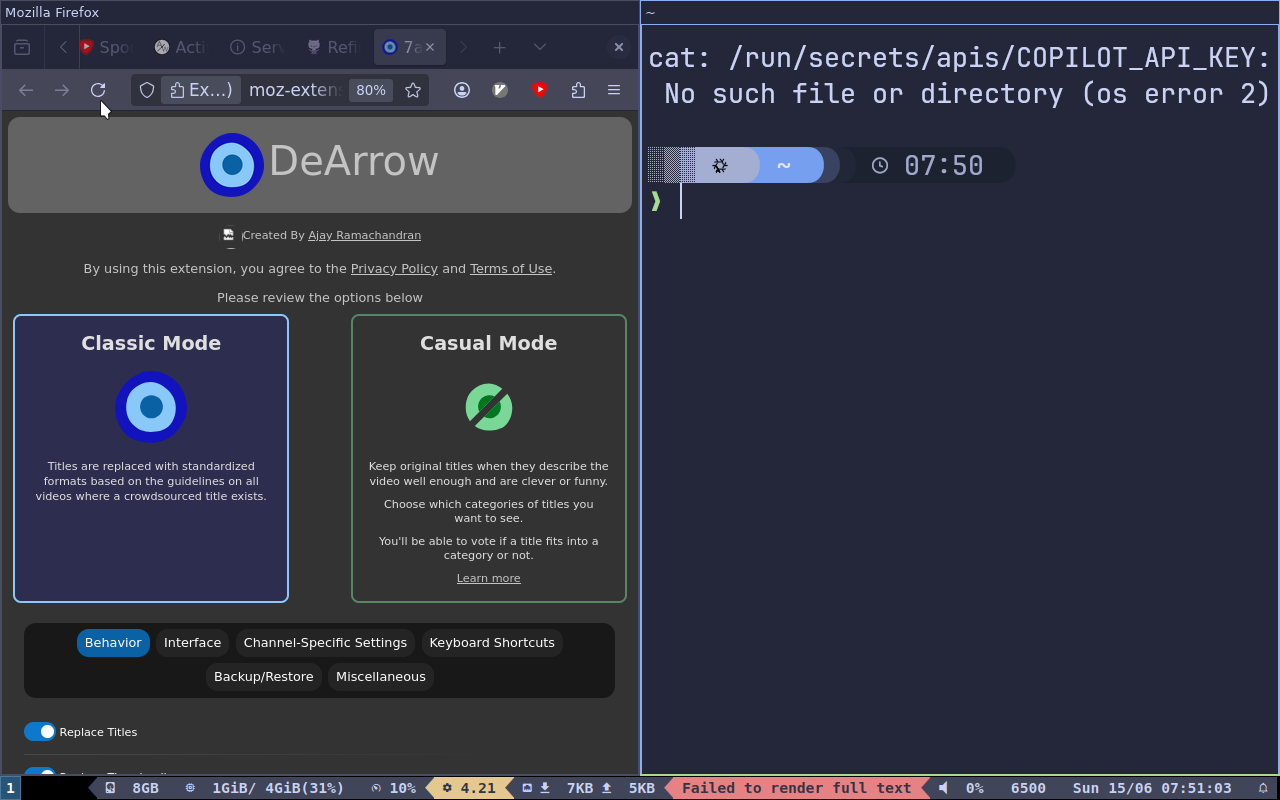 Mozilla Firefox
~
Spo
Acti
Serv
Refi
7a
Ex...)
moz-exten
80%
DeArrow
Created By Ajay Ramachandran
By using this extension, you agree to the Privacy Policy and Terms of Use.
Please review the options below
Classic Mode
Titles are replaced with standardized
formats based on the guidelines on all
videos where a crowdsourced title exists.
Casual Mode
Keep original titles when they describe the
video well enough and are clever or funny.
Choose which categories of titles you
want to see.
You'll be able to vote if a title fits into a
category or not.
Learn more
Behavior Interface Channel-Specific Settings Keyboard Shortcuts
Backup/Restore Miscellaneous
Replace Titles
cat: /run/secrets/apis/COPILOT_API_KEY:
No such file or directory (os error 2)
~ 07:50
❱
1 8GB 1GiB/ 4GiB(31%) 10% 4.21 7KB 5KB Failed to render full text 0% 6500 Sun 15/06 07:51:03